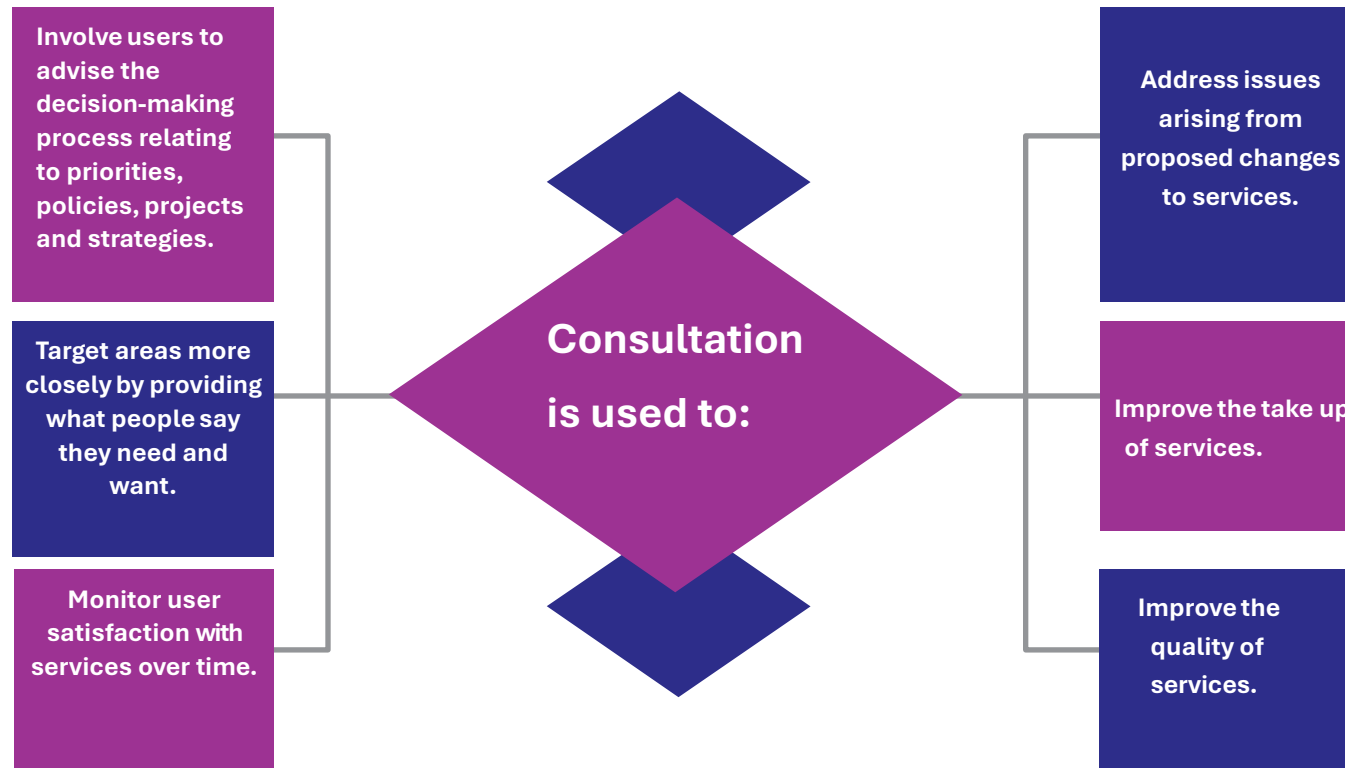 Involve users to
advise the
decision-making
process relating
to priorities,
policies, projects
and strategies.
Target areas more
closely by providing
what people say
they need and
want.
Monitor user
satisfaction with
services over time.
Consultation
is used to:
Address issues
arising from
proposed changes
to services.
Improve the take up
of services.
Improve the
quality of
services.